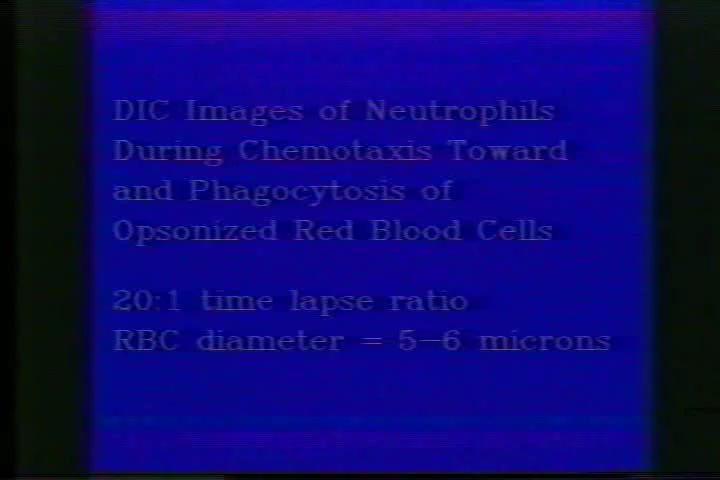 DIC Images of Neutrophils
During Chemotaxis Toward
and Phagocytosis of
Opsonized Red Blood Cells
20:1 time lapse ratio
RBC diameter = 5-6 microns